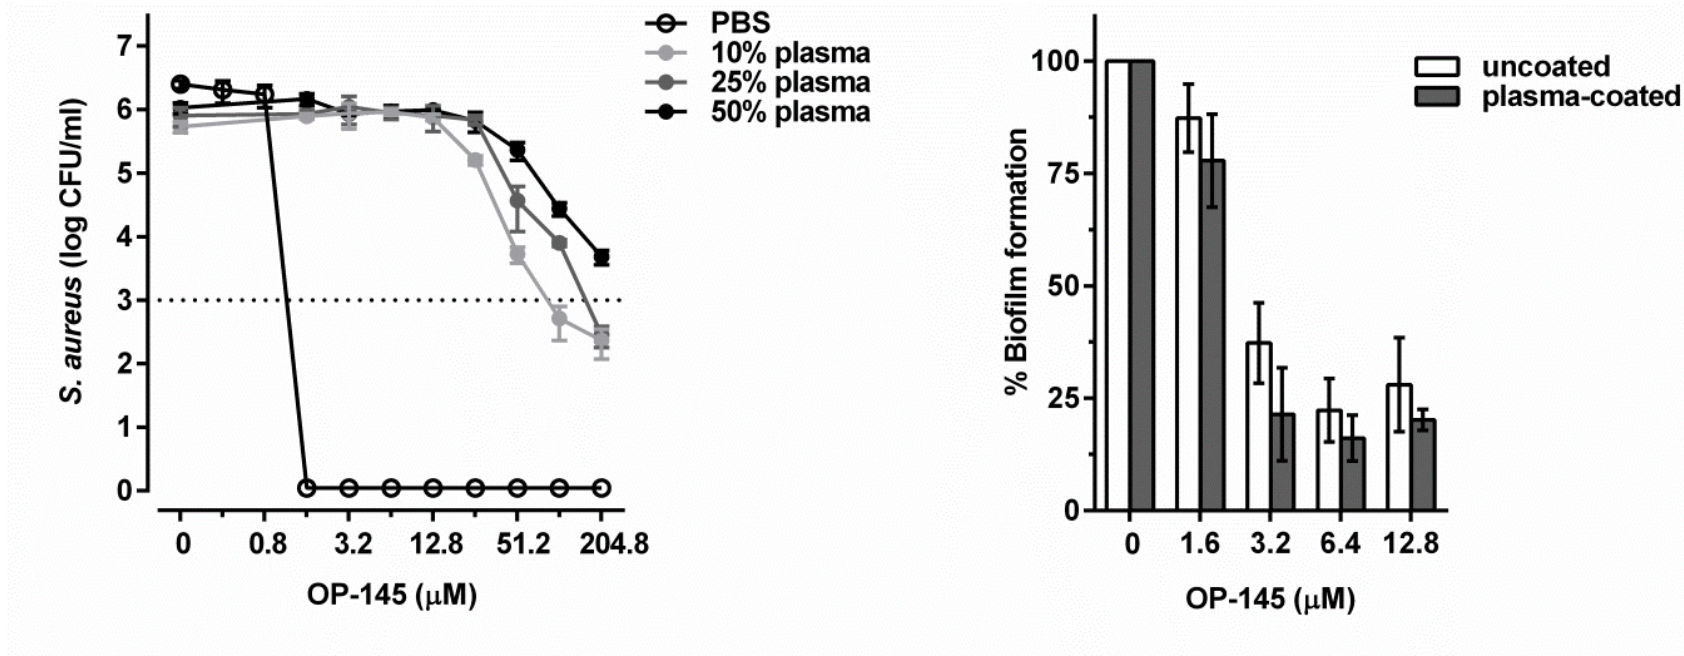 S. aureus (log CFU/ml)
7
6
5
4
3
2
1
0
0 0.8 3.2 12.8 51.2 204.8
OP-145 (μM)
PBS
10% plasma
25% plasma
50% plasma
% Biofilm formation
100
75
50
25
0
0 1.6 3.2 6.4 12.8
OP-145 (μM)
uncoated
plasma-coated